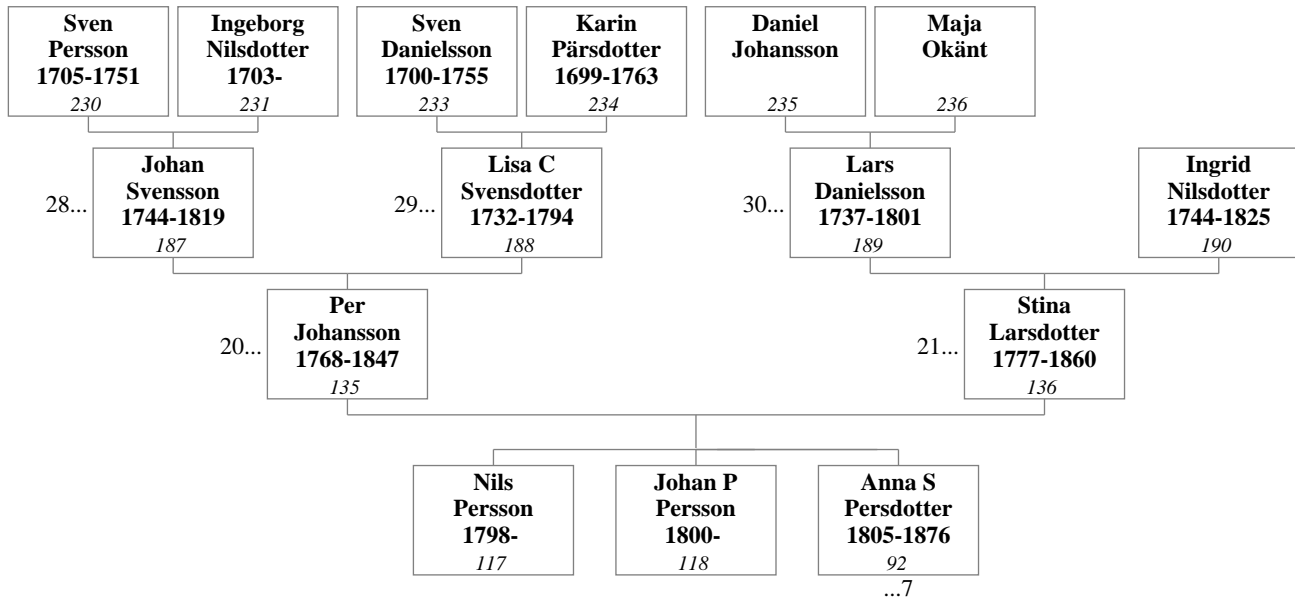 Sven
Persson
1705-1751
230
Ingeborg
Nilsdotter
1703-
231
Sven
Danielsson
1700-1755
233
Karin
Pärsdotter
1699-1763
234
Daniel
Johansson
235
Maja
Okänt
236
28...
Johan
Svensson
1744-1819
187
29...
Lisa C
Svensdotter
1732-1794
188
30...
Lars
Danielsson
1737-1801
189
Ingrid
Nilsdotter
1744-1825
190
20...
Per
Johansson
1768-1847
135
21...
Stina
Larsdotter
1777-1860
136
Nils
Persson
1798-
117
Johan P
Persson
1800-
118
Anna S
Persdotter
1805-1876
92
...7